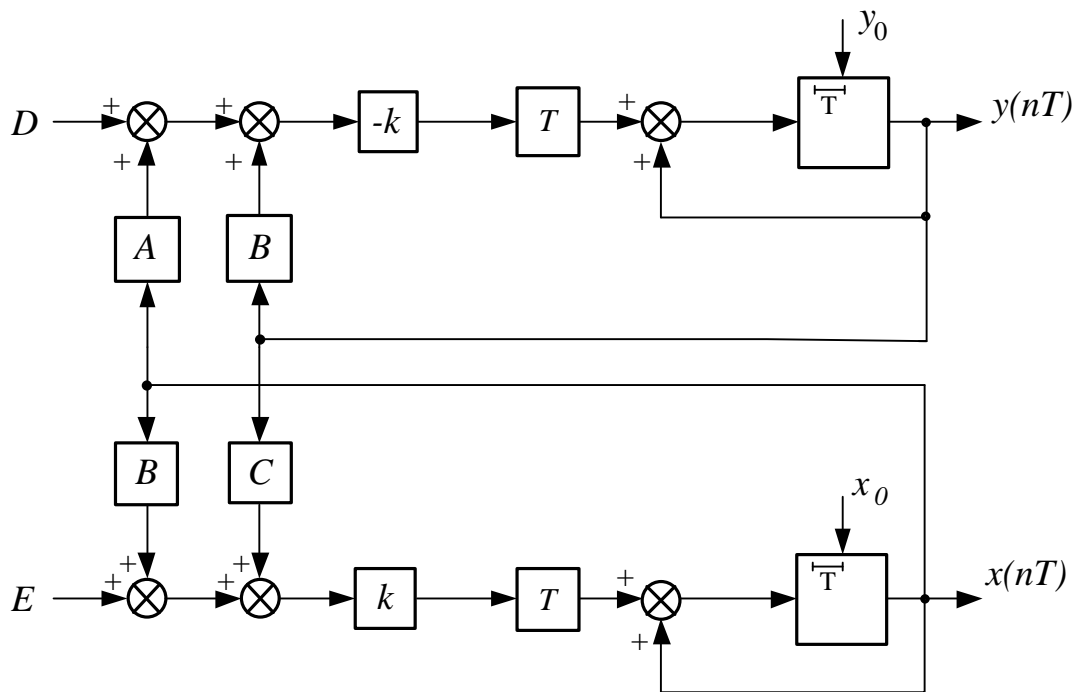 y₀
+
+
+
T
D
-k
T
y(nT)
+
+
+
A
B
B
C
x₀
+
+
+
+
+
T
E
k
T
x(nT)
+